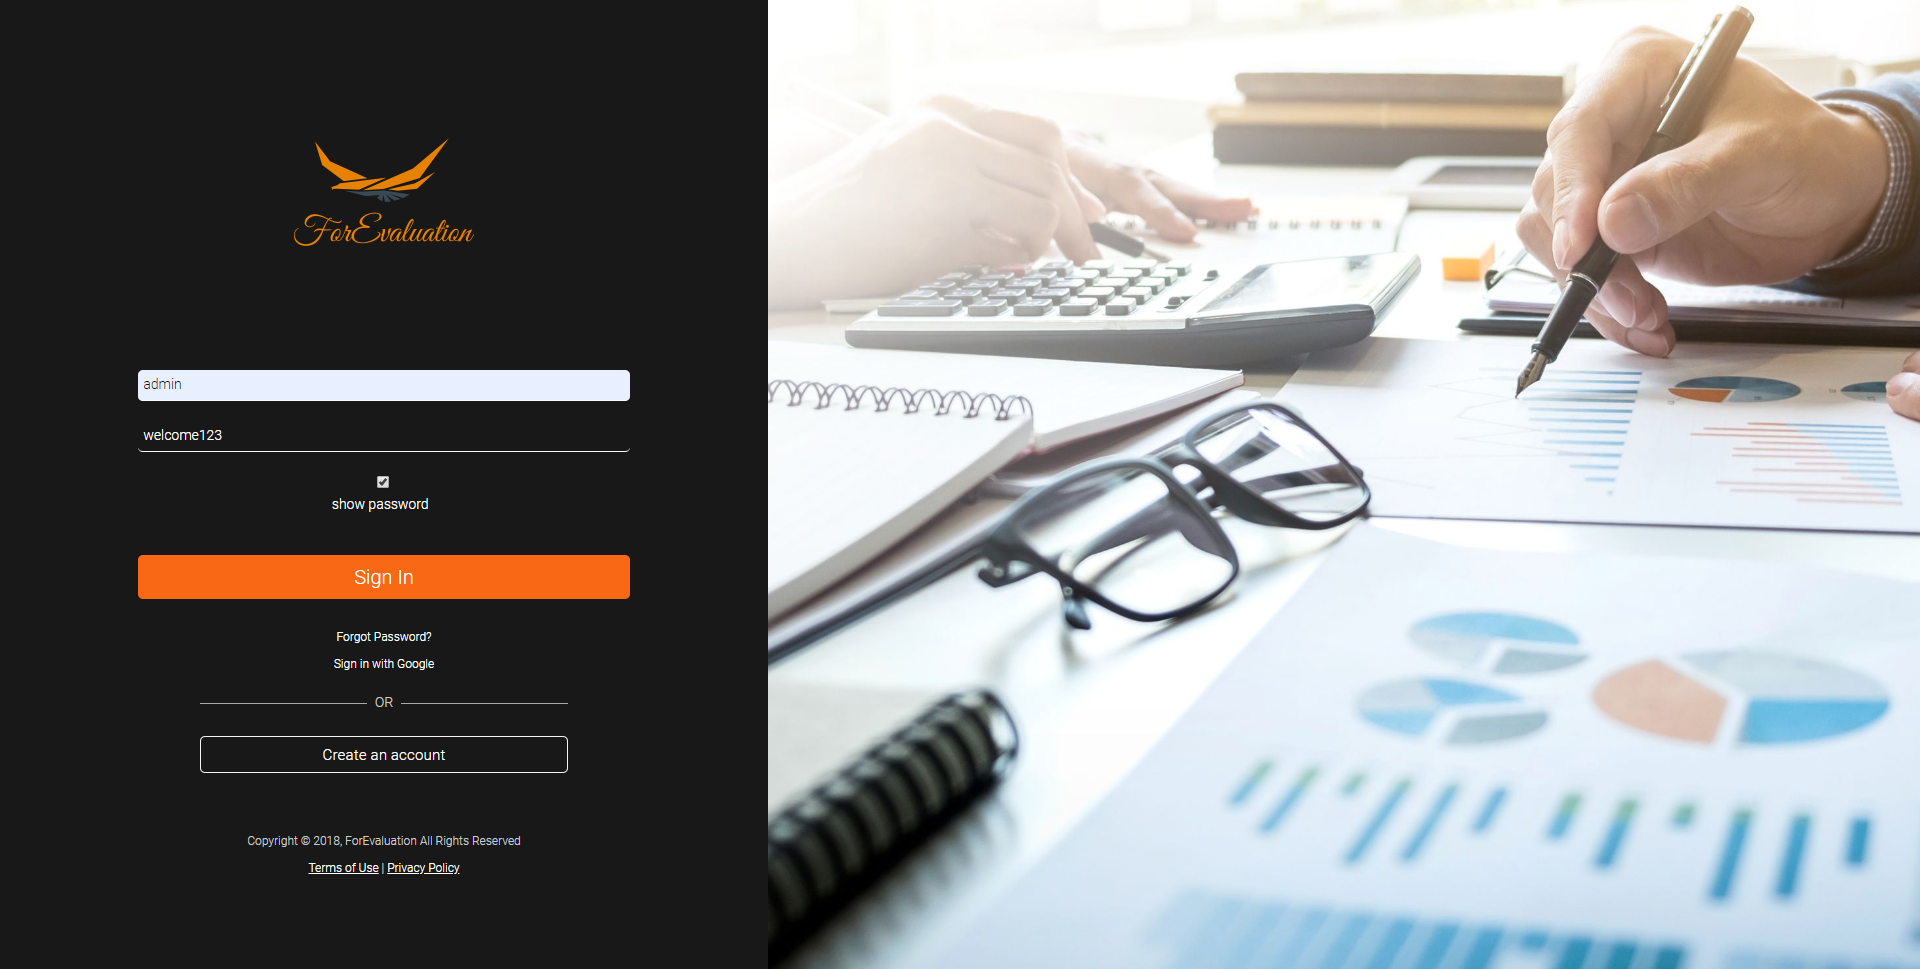 ForEvaluation
admin
welcome123
show password
Sign In
Forgot Password?
Sign in with Google
OR
Create an account
Copyright © 2018, ForEvaluation All Rights Reserved
Terms of Use | Privacy Policy